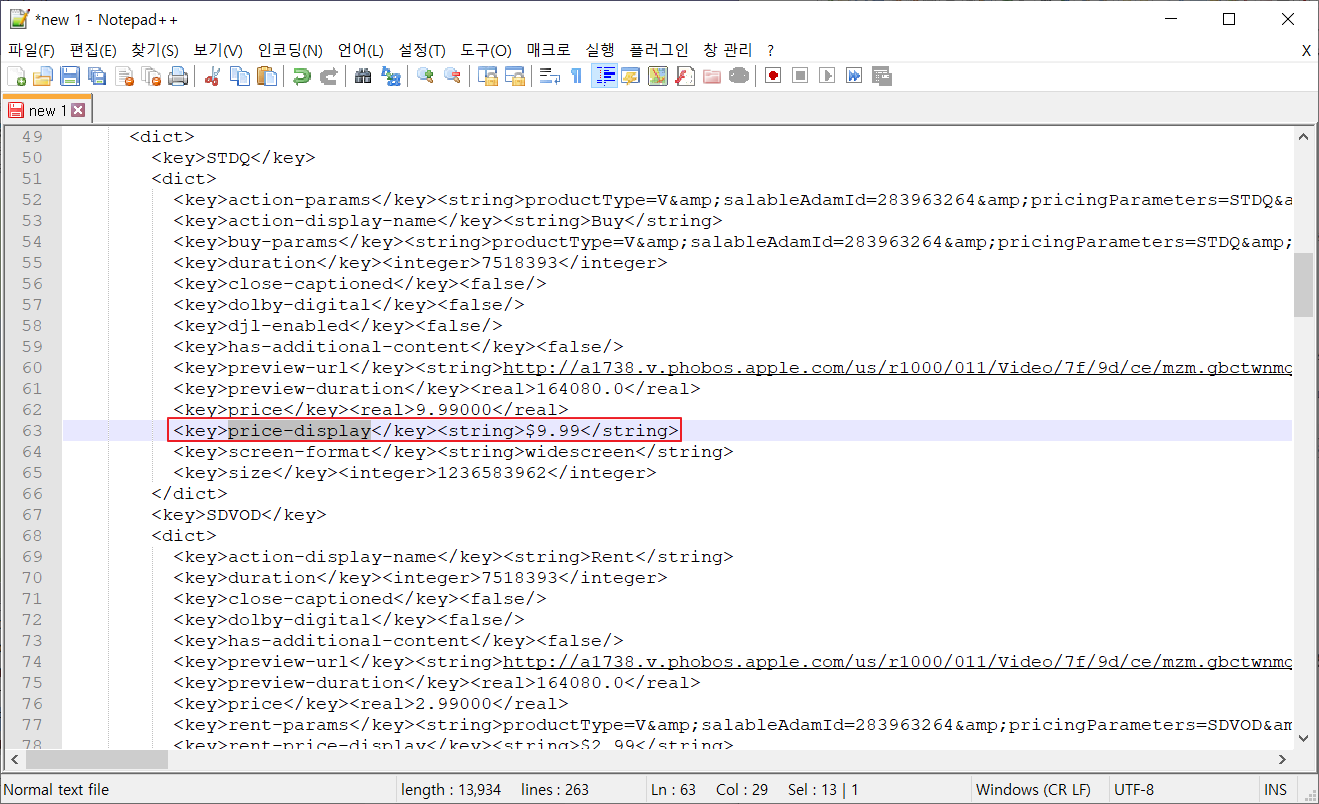 *new 1 - Notepad++
파일(F) 편집(E) 찾기(S) 보기(V) 인코딩(N) 언어(L) 설정(T) 도구(O) 매크로 실행 플러그인 창 관리 ? X
new 1
49 <dict>
50 <key>STDQ</key>
51 <dict>
52 <key>action-params</key><string>productType=V&amp;salableAdamId=283963264&amp;pricingParameters=STDQ&a
53 <key>action-display-name</key><string>Buy</string>
54 <key>buy-params</key><string>productType=V&amp;salableAdamId=283963264&amp;pricingParameters=STDQ&amp;
55 <key>duration</key><integer>7518393</integer>
56 <key>close-captioned</key><false/>
57 <key>dolby-digital</key><false/>
58 <key>djl-enabled</key><false/>
59 <key>has-additional-content</key><false/>
60 <key>preview-url</key><string>http://a1738.v.phobos.apple.com/us/r1000/011/Video/7f/9d/ce/mzm.gbctwnmq
61 <key>preview-duration</key><real>164080.0</real>
62 <key>price</key><real>9.99000</real>
63 <key>price-display</key><string>$9.99</string>
64 <key>screen-format</key><string>widescreen</string>
65 <key>size</key><integer>1236583962</integer>
66 </dict>
67 <key>SDVOD</key>
68 <dict>
69 <key>action-display-name</key><string>Rent</string>
70 <key>duration</key><integer>7518393</integer>
71 <key>close-captioned</key><false/>
72 <key>dolby-digital</key><false/>
73 <key>has-additional-content</key><false/>
74 <key>preview-url</key><string>http://a1738.v.phobos.apple.com/us/r1000/011/Video/7f/9d/ce/mzm.gbctwnmq
75 <key>preview-duration</key><real>164080.0</real>
76 <key>price</key><real>2.99000</real>
77 <key>rent-params</key><string>productType=V&amp;salableAdamId=283963264&amp;pricingParameters=SDVOD&am
78 <key>rent-price-display</key><string>$2.99</string>
Normal text file length : 13,934 lines : 263 Ln : 63 Col : 29 Sel : 13 | 1 Windows (CR LF) UTF-8 INS